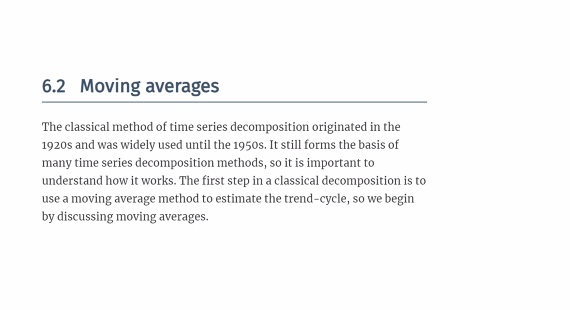 6.2 Moving averages
The classical method of time series decomposition originated in the
1920s and was widely used until the 1950s. It still forms the basis of
many time series decomposition methods, so it is important to
understand how it works. The first step in a classical decomposition is to
use a moving average method to estimate the trend-cycle, so we begin
by discussing moving averages.